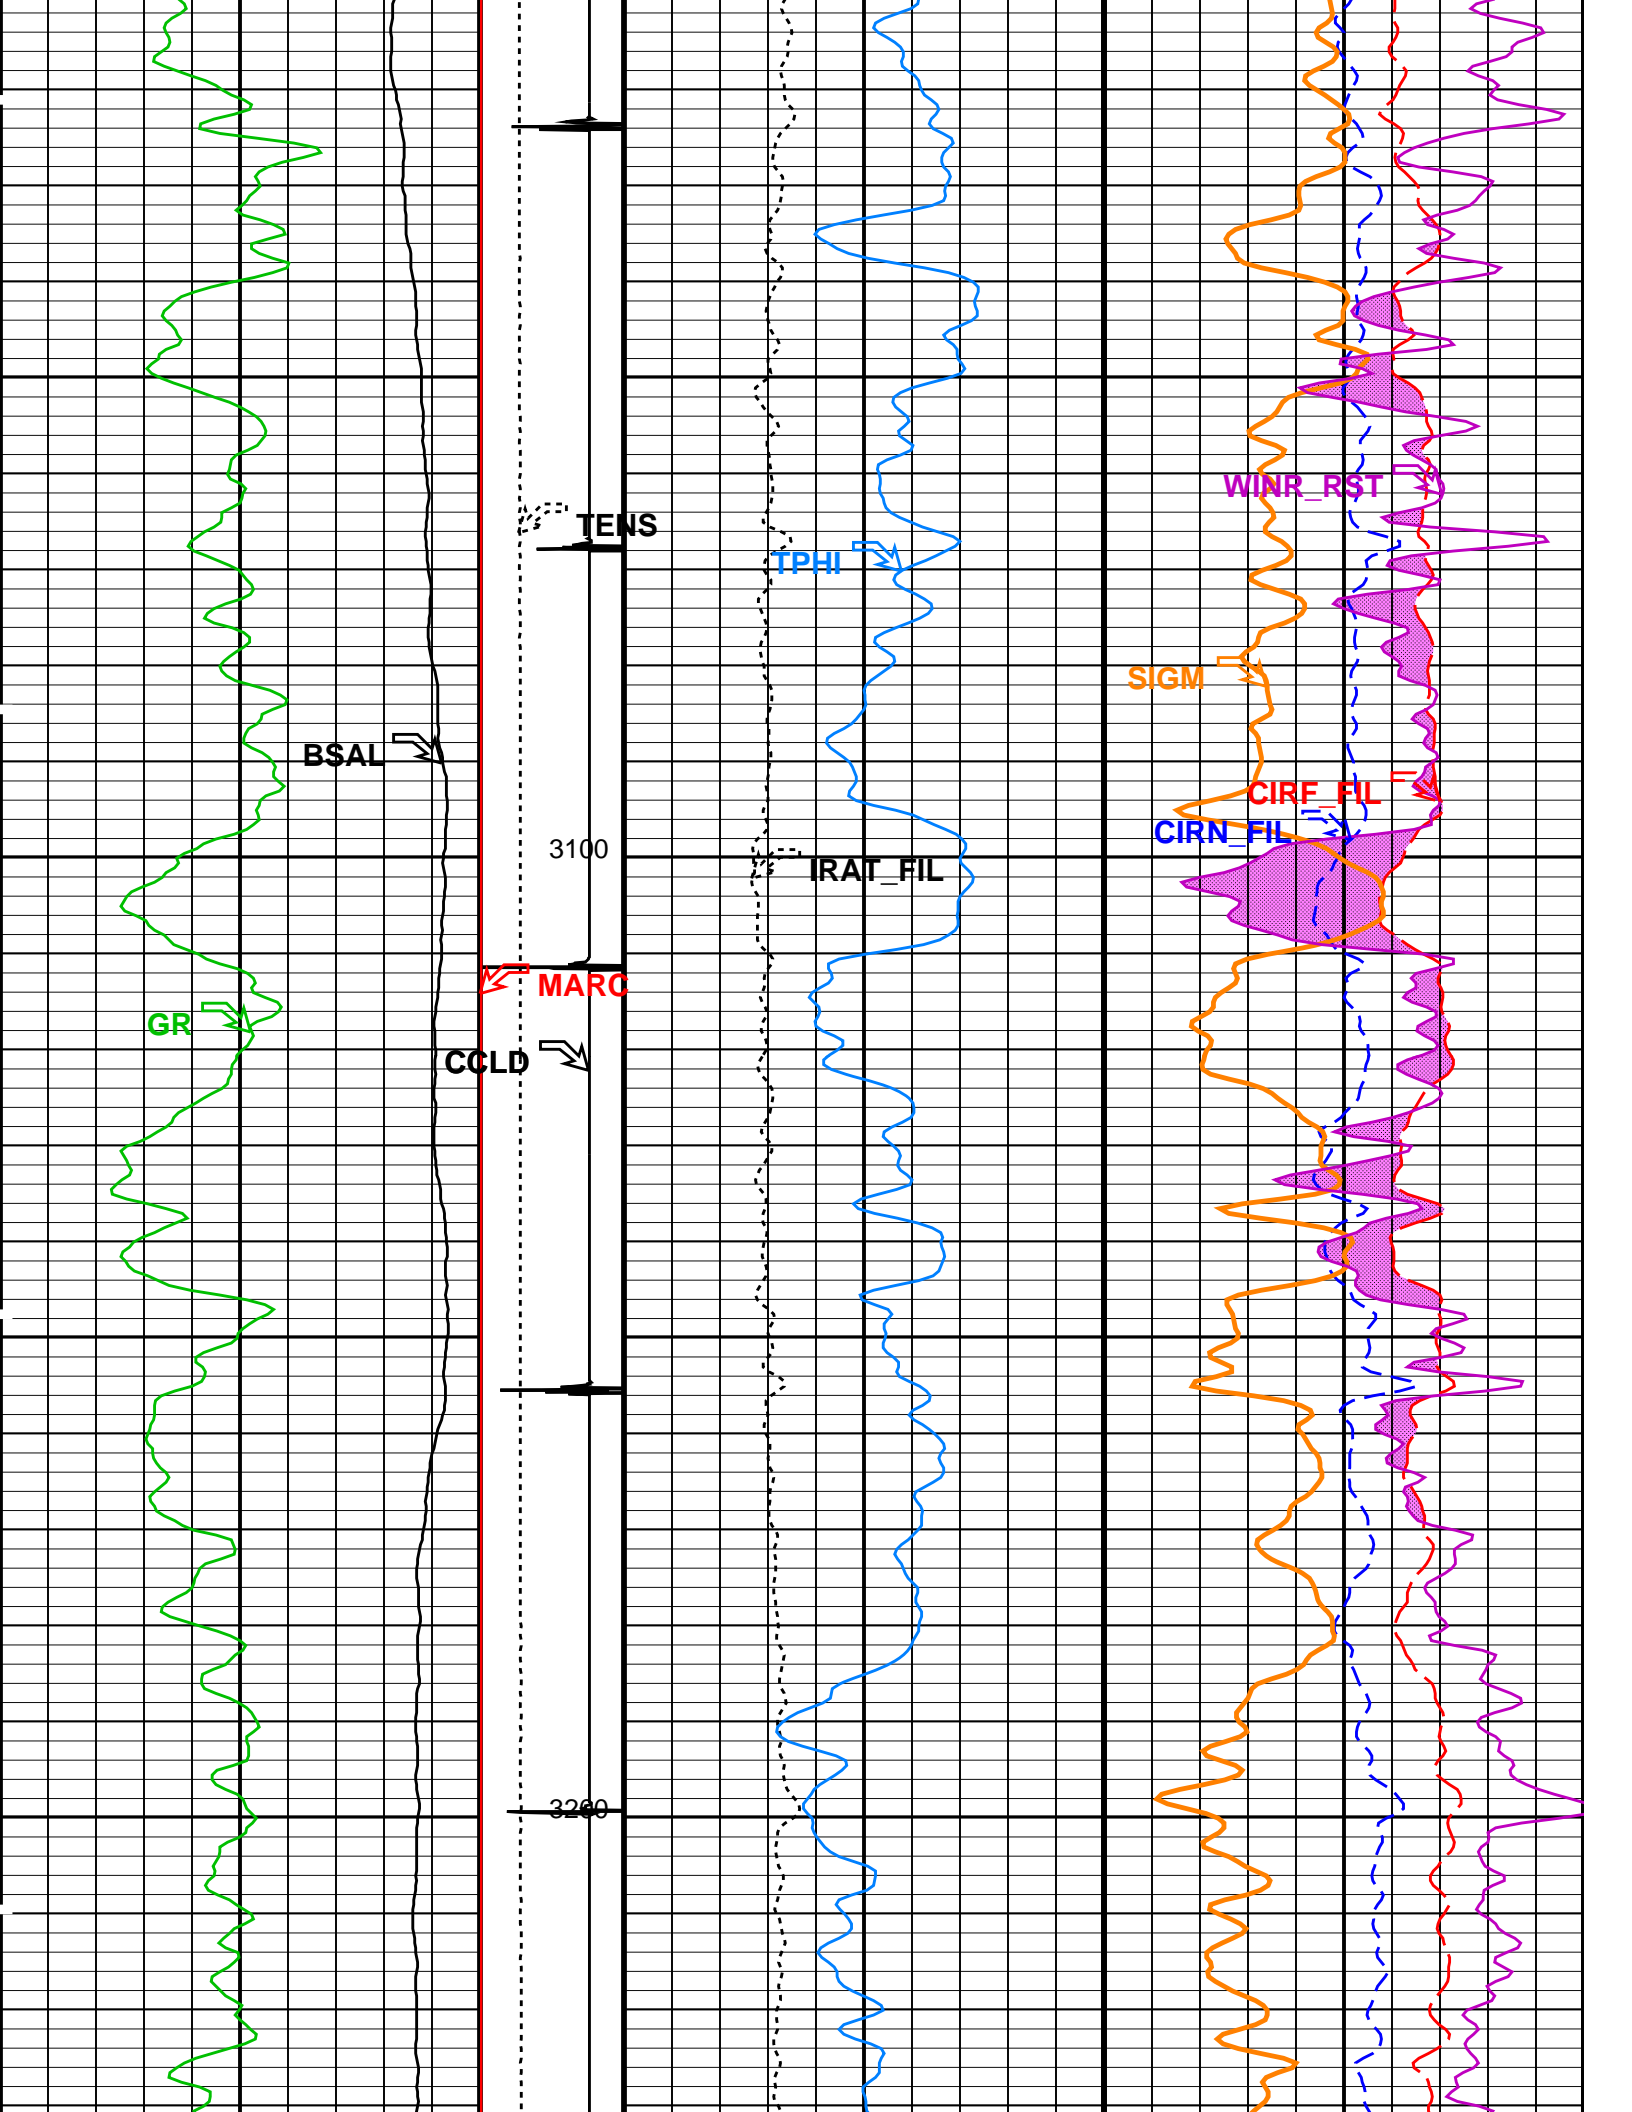 WINR_RST
TENS
TPHI
SIGM
BSAL
CIRF_FIL
CIRN_FIL
3100
IRAT_FIL
MARC
GR
CCLD
3200